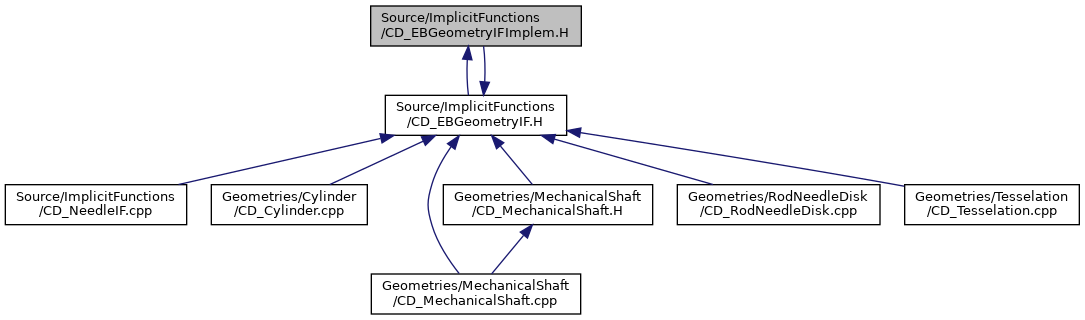 Source/ImplicitFunctions
/CD_EBGeometryIFImplem.H
Source/ImplicitFunctions
/CD_EBGeometryIF.H
Source/ImplicitFunctions
/CD_NeedleIF.cpp
Geometries/Cylinder
/CD_Cylinder.cpp
Geometries/MechanicalShaft
/CD_MechanicalShaft.H
Geometries/RodNeedleDisk
/CD_RodNeedleDisk.cpp
Geometries/Tesselation
/CD_Tesselation.cpp
Geometries/MechanicalShaft
/CD_MechanicalShaft.cpp